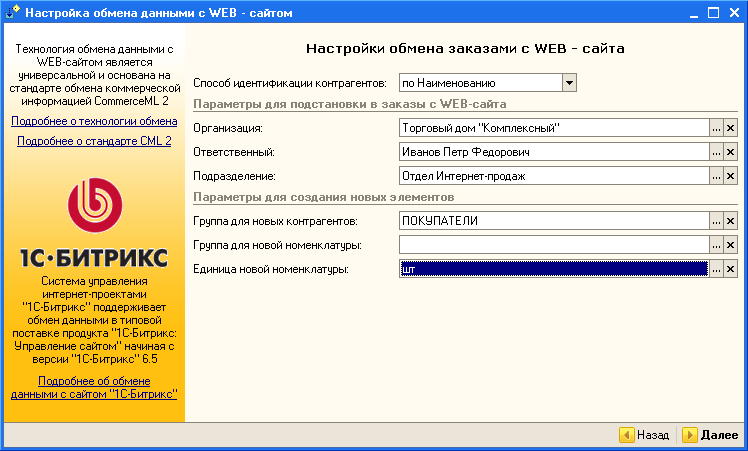 Настройка обмена данными с WEB - сайтом
Технология обмена данными с
WEB-сайтом является
универсальной и основана на
стандарте обмена коммерческой
информацией CommerceML 2
Подробнее о технологии обмена
Подробнее о стандарте CML 2
1С·БИТРИКС
Система управления
интернет-проектами
"1С-Битрикс" поддерживает
обмен данными в типовой
поставке продукта "1С-Битрикс:
Управление сайтом" начиная с
версии "1С-Битрикс" 6.5
Подробнее об обмене
данными с сайтом "1С-Битрикс"
Настройки обмена заказами с WEB - сайта
Способ идентификации контрагентов: по Наименованию
Параметры для подстановки в заказы с WEB-сайта
Организация: Торговый дом "Комплексный" ... ×
Ответственный: Иванов Петр Федорович ... ×
Подразделение: Отдел Интернет-продаж ... ×
Параметры для создания новых элементов
Группа для новых контрагентов: ПОКУПАТЕЛИ ... ×
Группа для новой номенклатуры: ... ×
Единица новой номенклатуры: шт ... ×
Назад Далее